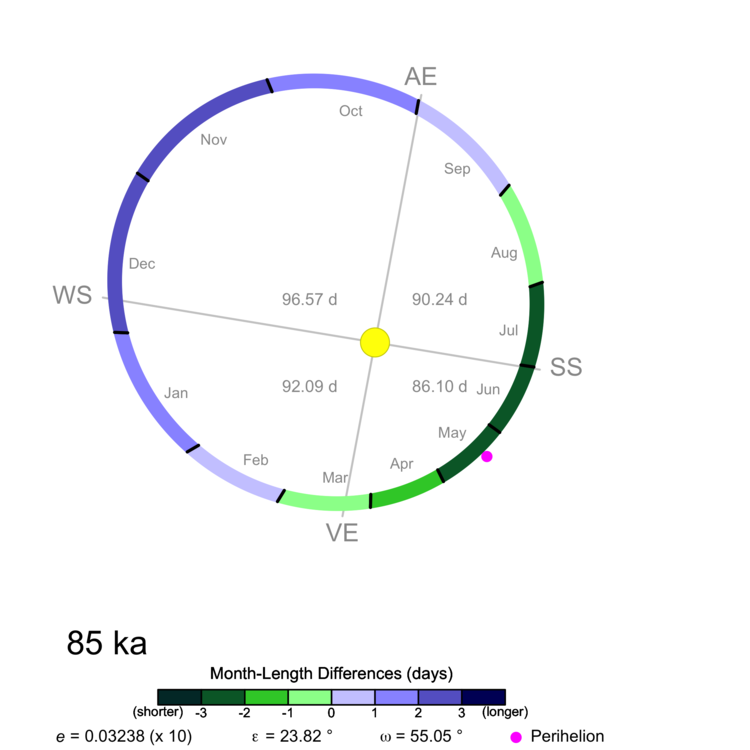 AE
Oct
Nov
Sep
Aug
Dec
WS
96.57 d
90.24 d
Jul
SS
92.09 d
86.10 d
Jun
Jan
May
Feb
Apr
Mar
VE
85 ka
Month-Length Differences (days)
(shorter) -3 -2 -1 0 1 2 3 (longer)
e = 0.03238 (x 10) ε = 23.82 ° ω = 55.05 ° Perihelion